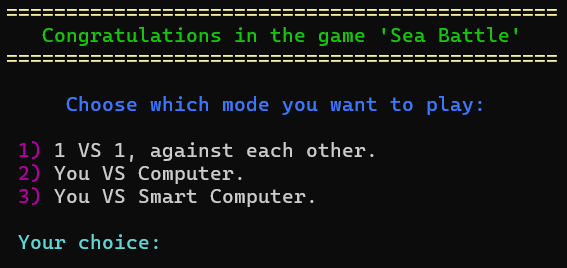 ==============================================
Congratulations in the game 'Sea Battle'
==============================================
Choose which mode you want to play:
1) 1 VS 1, against each other.
2) You VS Computer.
3) You VS Smart Computer.
Your choice: